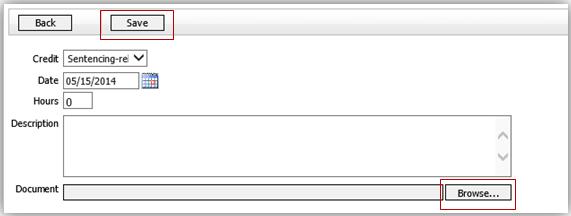 Back Save
Credit Sentencing-rel
Date 05/15/2014
Hours 0
Description
Document Browse...